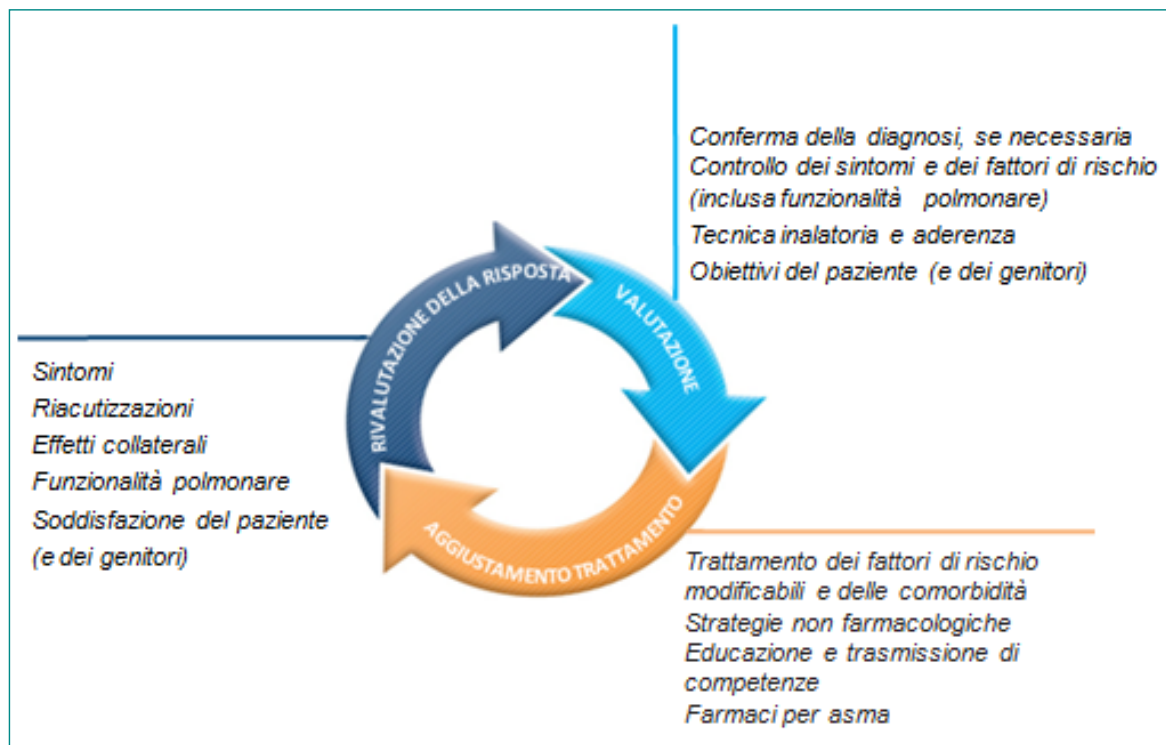 Conferma della diagnosi, se necessaria
Controllo dei sintomi e dei fattori di rischio
(inclusa funzionalità polmonare)
Tecnica inalatoria e aderenza
Obiettivi del paziente (e dei genitori)
RIVALUTAZIONE DELLA RISPOSTA
VALUTAZIONE
AGGIUSTAMENTO TRATTAMENTO
Sintomi
Riacutizzazioni
Effetti collaterali
Funzionalità polmonare
Soddisfazione del paziente
(e dei genitori)
Trattamento dei fattori di rischio
modificabili e delle comorbidità
Strategie non farmacologiche
Educazione e trasmissione di
competenze
Farmaci per asma